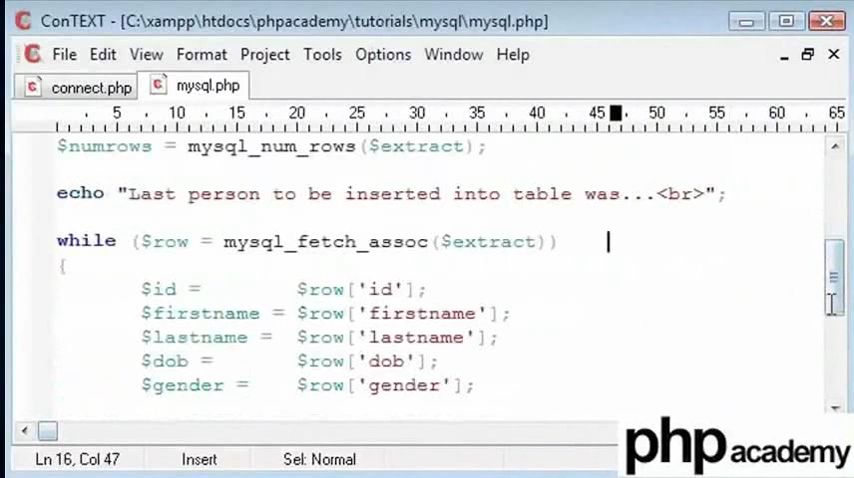 ConTEXT - [C:\xampp\htdocs\phpacademy\tutorials\mysql\mysql.php]
File Edit View Format Project Tools Options Window Help
connect.php mysql.php
5 10 15 20 25 30 35 40 45 50 55 60 65
$numrows = mysql_num_rows($extract);
echo "Last person to be inserted into table was...<br>";
while ($row = mysql_fetch_assoc($extract))
{
$id = $row['id'];
$firstname = $row['firstname'];
$lastname = $row['lastname'];
$dob = $row['dob'];
$gender = $row['gender'];
Ln 16, Col 47 Insert Sel: Normal
php academy